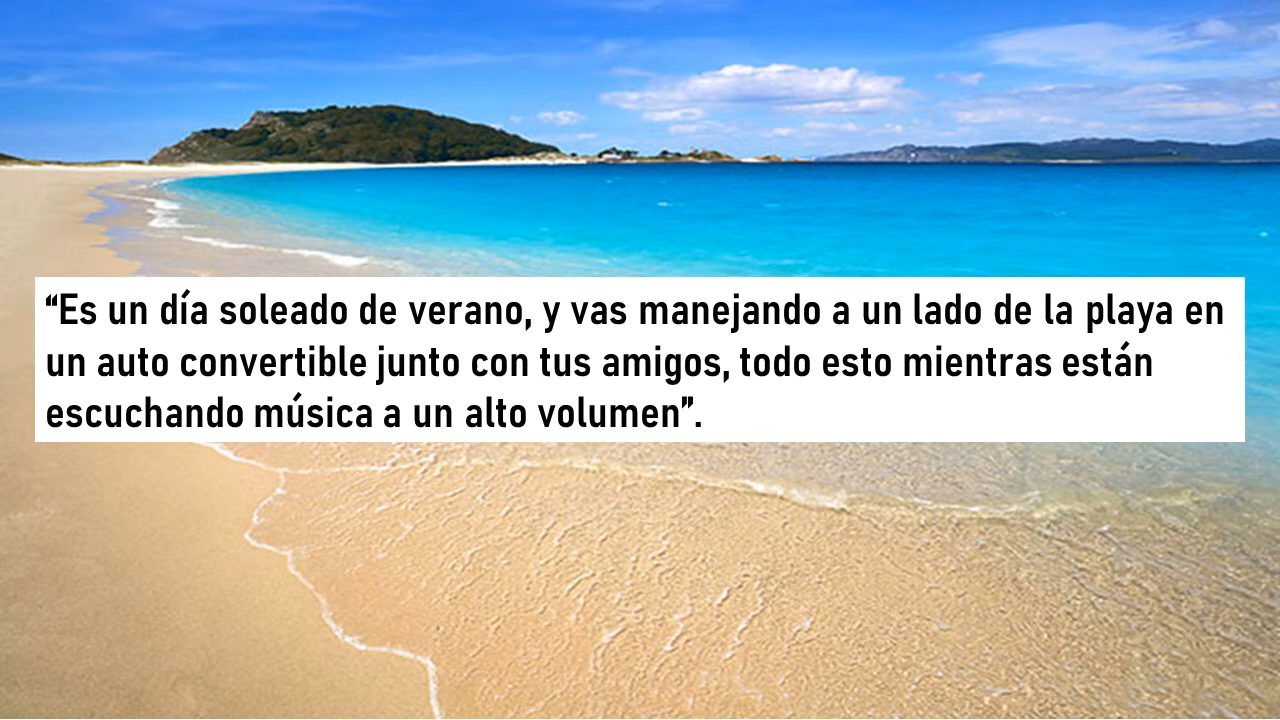 “Es un día soleado de verano, y vas manejando a un lado de la playa en
un auto convertible junto con tus amigos, todo esto mientras están
escuchando música a un alto volumen”.